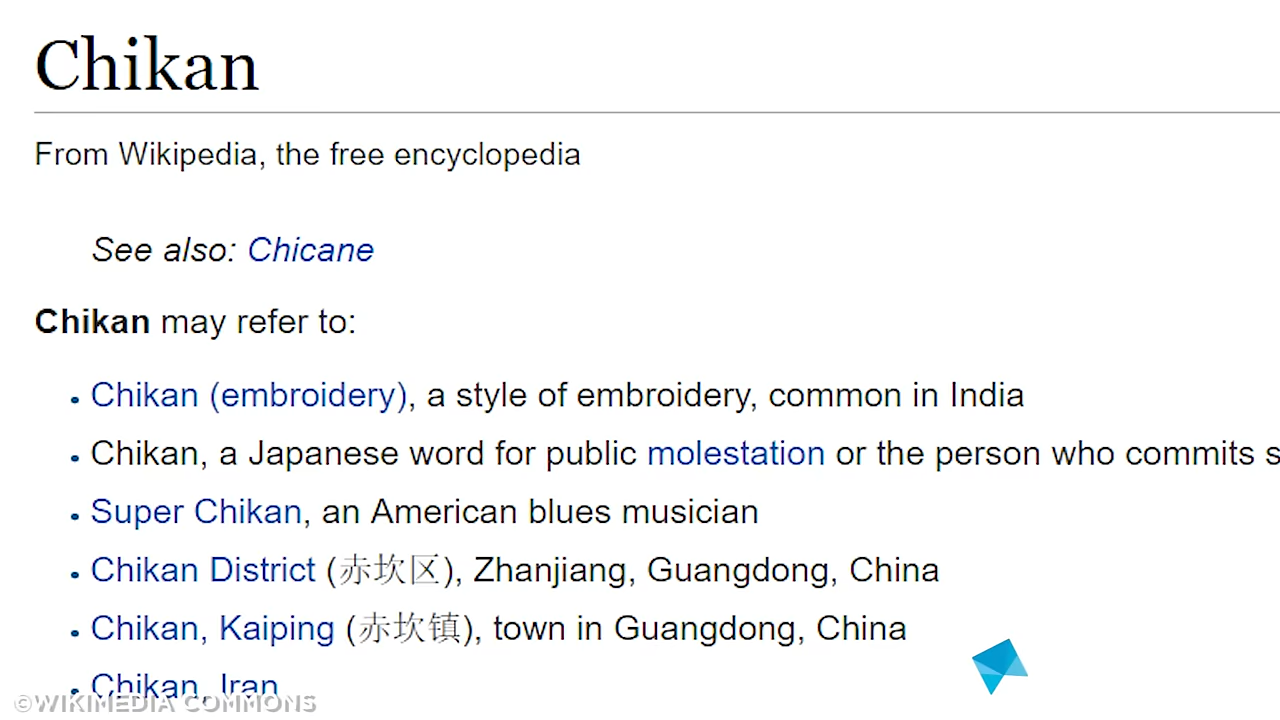 Chikan
From Wikipedia, the free encyclopedia
See also: Chicane
Chikan may refer to:
• Chikan (embroidery), a style of embroidery, common in India
• Chikan, a Japanese word for public molestation or the person who commits s
• Super Chikan, an American blues musician
• Chikan District (赤坎区), Zhanjiang, Guangdong, China
• Chikan, Kaiping (赤坎镇), town in Guangdong, China
• Chikan, Iran
©WIKIMEDIA COMMONS